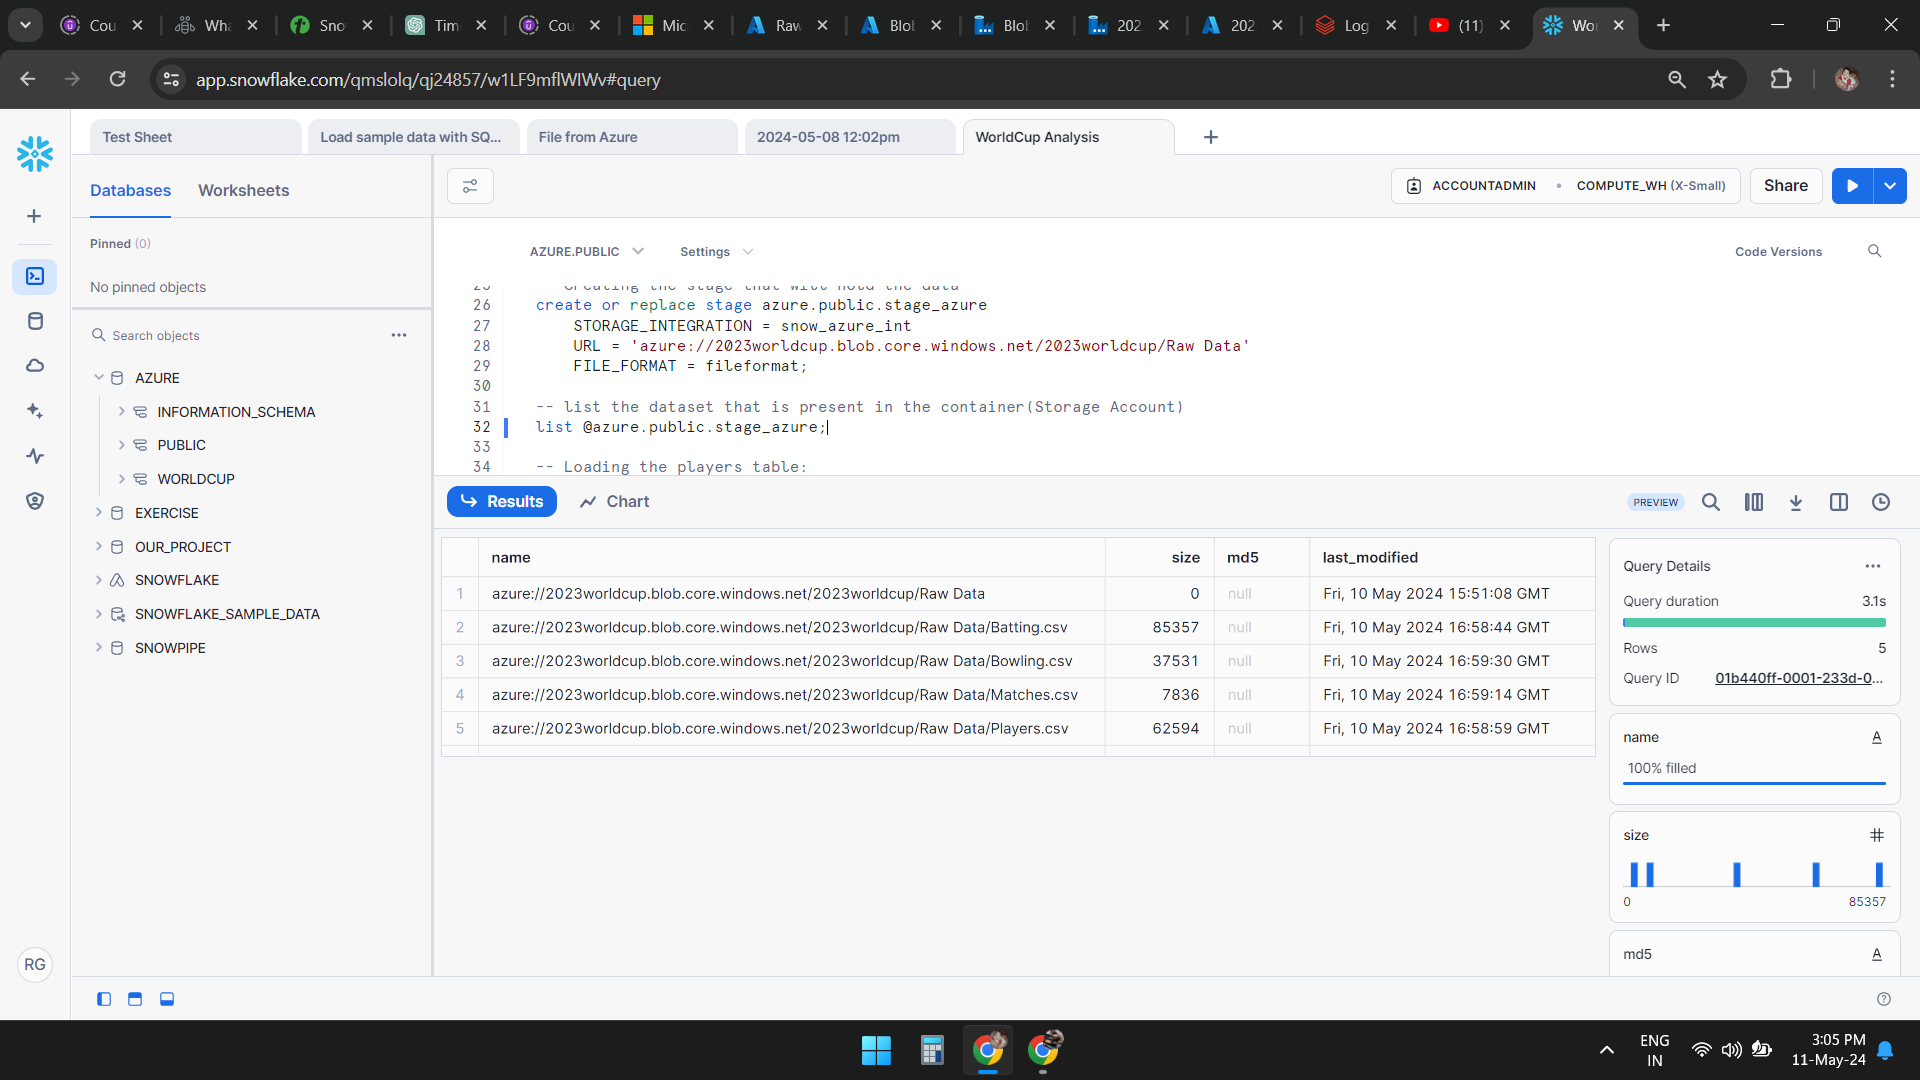 Cou
Wha
Sno
Tim
Cou
Mic
Raw
Blob
Blob
202
202
Log
(11)
Wor
app.snowflake.com/qmslolq/qj24857/w1LF9mflWIWv#query
Test Sheet
Load sample data with SQ...
File from Azure
2024-05-08 12:02pm
WorldCup Analysis
Databases
Worksheets
ACCOUNTADMIN • COMPUTE_WH (X-Small)
Share
Pinned (0)
No pinned objects
Search objects
AZURE
INFORMATION_SCHEMA
PUBLIC
WORLDCUP
EXERCISE
OUR_PROJECT
SNOWFLAKE
SNOWFLAKE_SAMPLE_DATA
SNOWPIPE
RG
AZURE.PUBLIC
Settings
Code Versions
25 -- Creating the stage that will hold the data
26 create or replace stage azure.public.stage_azure
27 STORAGE_INTEGRATION = snow_azure_int
28 URL = 'azure://2023worldcup.blob.core.windows.net/2023worldcup/Raw Data'
29 FILE_FORMAT = fileformat;
30
31 -- list the dataset that is present in the container(Storage Account)
32 list @azure.public.stage_azure;
33
34 -- Loading the players table:
Results
Chart
PREVIEW
name size md5 last_modified
1 azure://2023worldcup.blob.core.windows.net/2023worldcup/Raw Data 0 null Fri, 10 May 2024 15:51:08 GMT
2 azure://2023worldcup.blob.core.windows.net/2023worldcup/Raw Data/Batting.csv 85357 null Fri, 10 May 2024 16:58:44 GMT
3 azure://2023worldcup.blob.core.windows.net/2023worldcup/Raw Data/Bowling.csv 37531 null Fri, 10 May 2024 16:59:30 GMT
4 azure://2023worldcup.blob.core.windows.net/2023worldcup/Raw Data/Matches.csv 7836 null Fri, 10 May 2024 16:59:14 GMT
5 azure://2023worldcup.blob.core.windows.net/2023worldcup/Raw Data/Players.csv 62594 null Fri, 10 May 2024 16:58:59 GMT
Query Details
Query duration 3.1s
Rows 5
Query ID 01b440ff-0001-233d-0...
name A
100% filled
size #
0 85357
md5 A
ENG
IN
3:05 PM
11-May-24